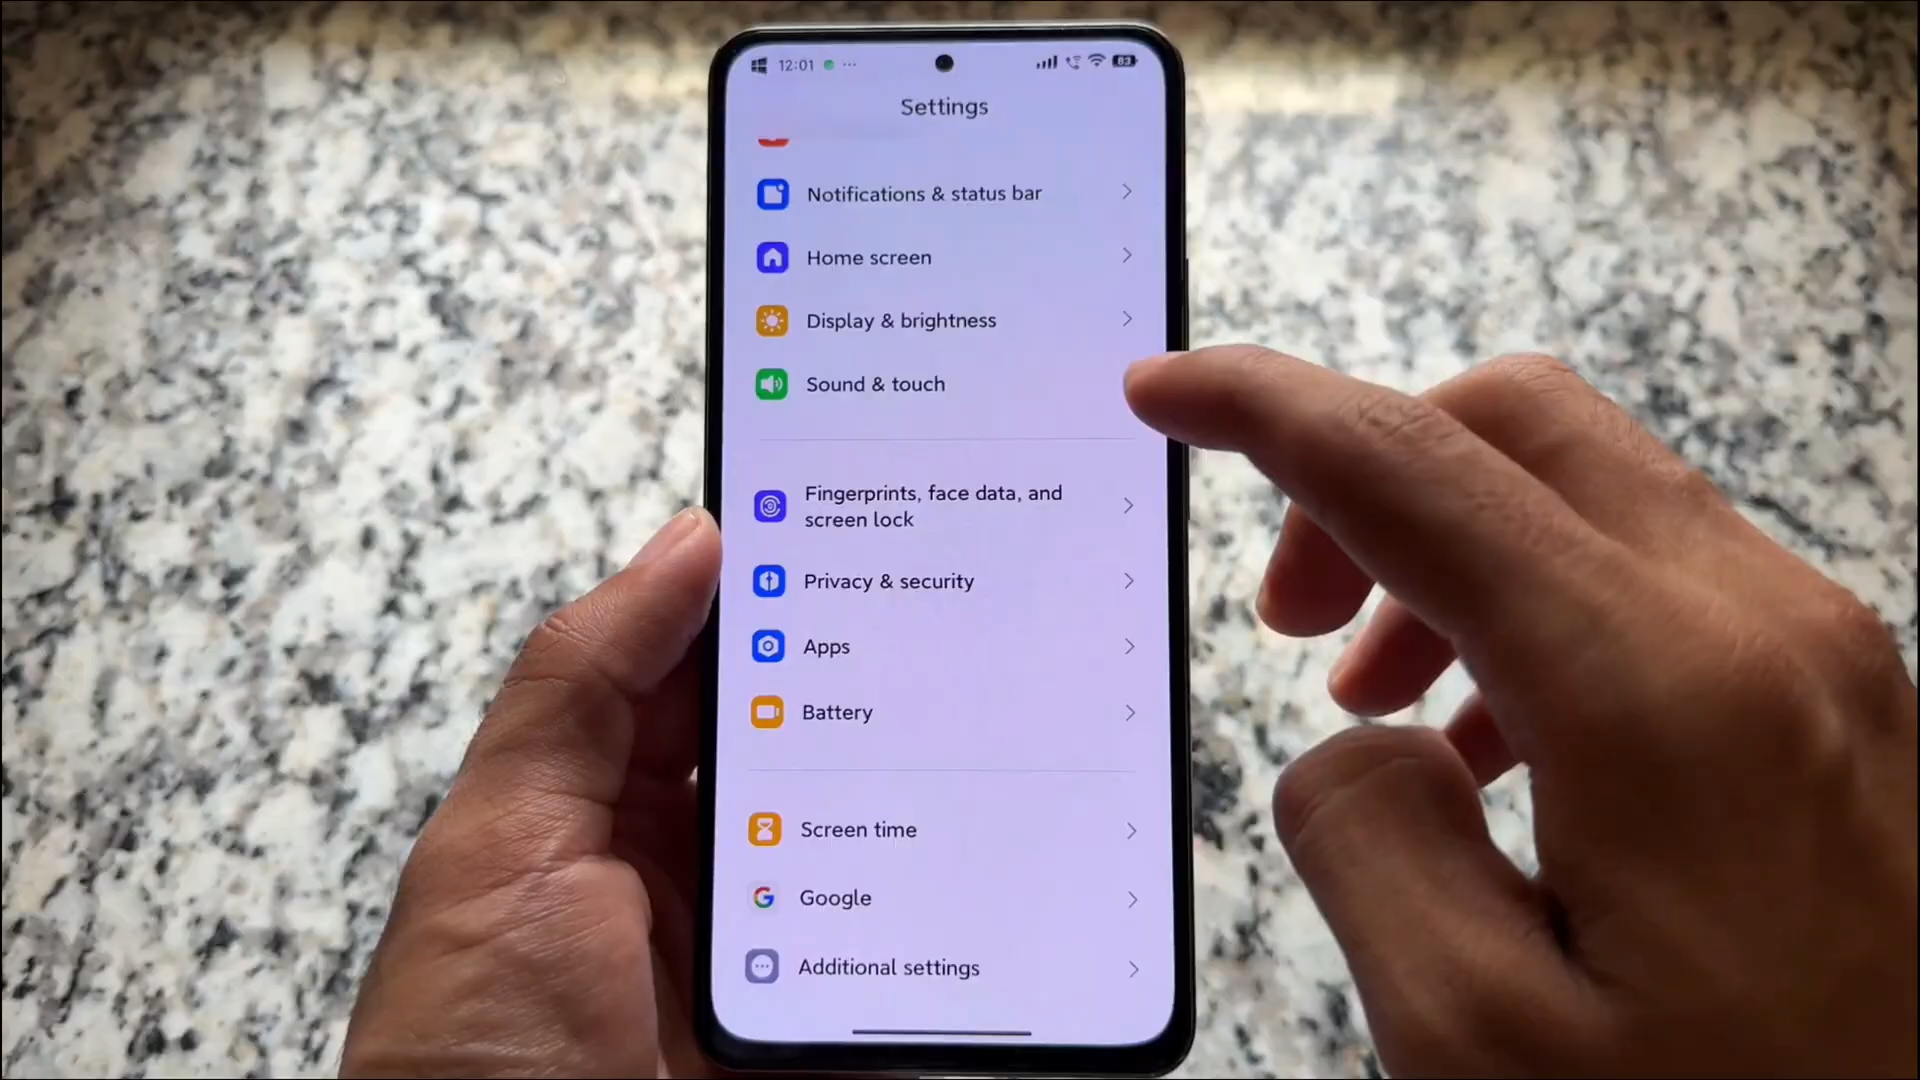 12:01
83
Settings
Notifications & status bar
Home screen
Display & brightness
Sound & touch
Fingerprints, face data, and
screen lock
Privacy & security
Apps
Battery
Screen time
Google
Additional settings